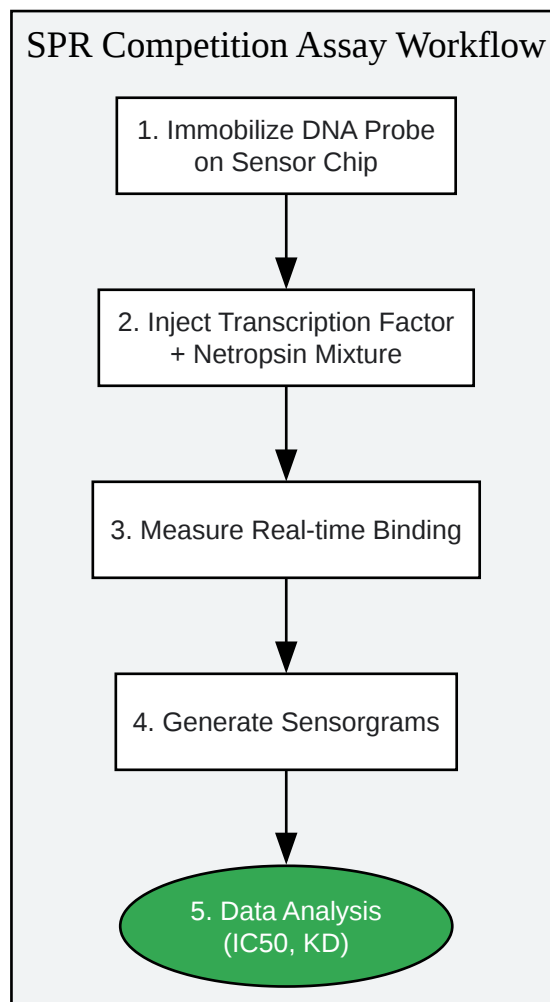 SPR Competition Assay Workflow
1. Immobilize DNA Probe
on Sensor Chip
2. Inject Transcription Factor
+ Netropsin Mixture
3. Measure Real-time Binding
4. Generate Sensorgrams
5. Data Analysis
(IC50, KD)